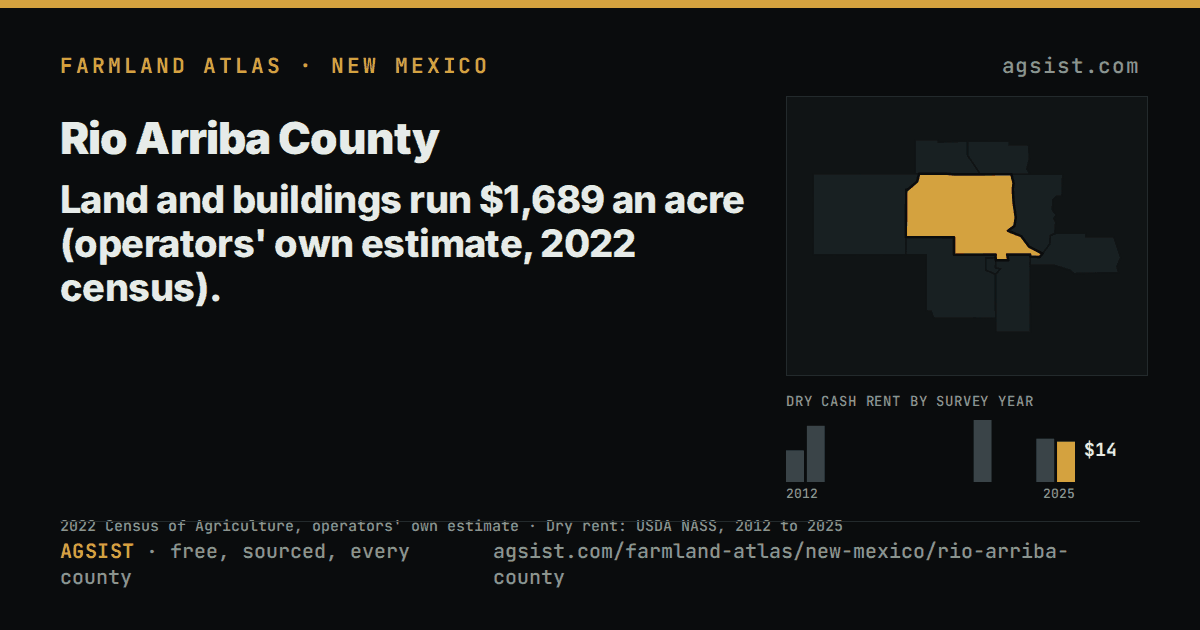 FARMLAND ATLAS · NEW MEXICO
agsist.com
Rio Arriba County
Land and buildings run $1,689 an acre
(operators' own estimate, 2022
census).
DRY CASH RENT BY SURVEY YEAR
$14
2012
2025
2022 Census of Agriculture, operators' own estimate · Dry rent: USDA NASS, 2012 to 2025
AGSIST · free, sourced, every
county
agsist.com/farmland-atlas/new-mexico/rio-arriba-
county